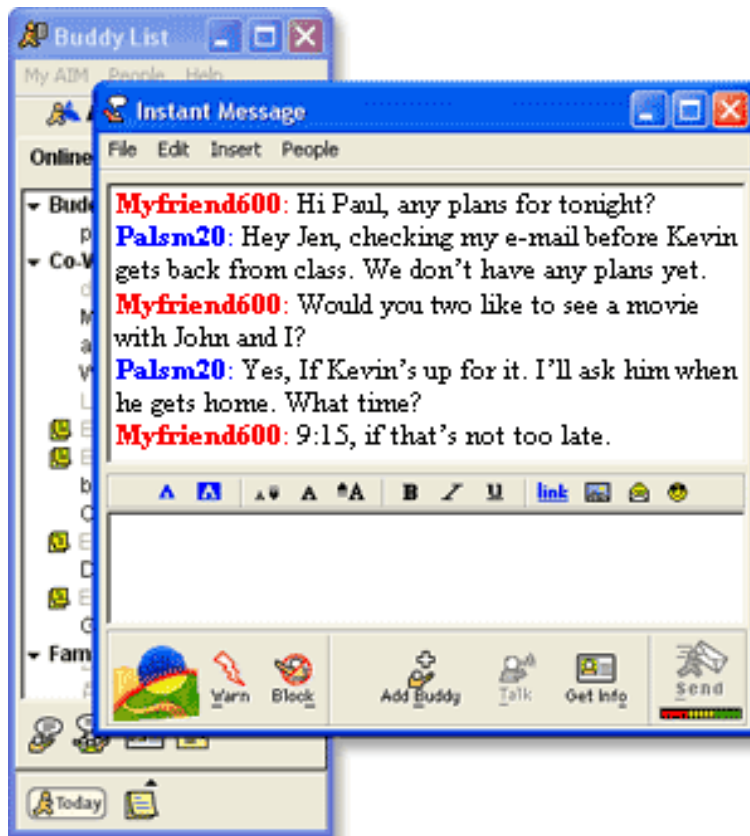 Buddy List
My AIM People Help
Instant Message
Online
File Edit Insert People
Myfriend600: Hi Paul, any plans for tonight?
Palsm20: Hey Jen, checking my e-mail before Kevin
gets back from class. We don't have any plans yet.
Myfriend600: Would you two like to see a movie
with John and I?
Palsm20: Yes, If Kevin's up for it. I'll ask him when
he gets home. What time?
Myfriend600: 9:15, if that's not too late.
A A A A A B I U link
Warn Block Add Buddy Talk Get Info Send
Today